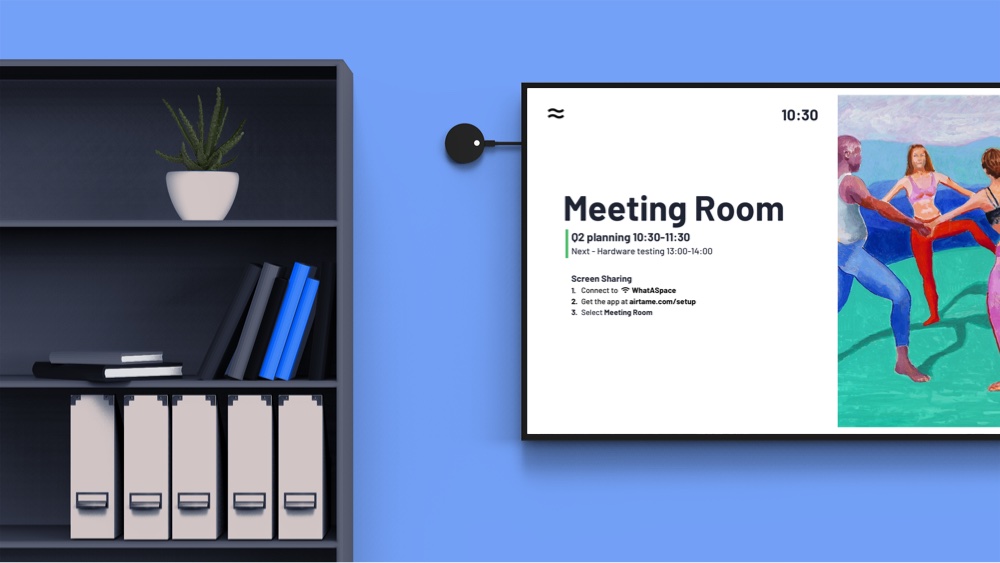 10:30
Meeting Room
Q2 planning 10:30-11:30
Next - Hardware testing 13:00-14:00
Screen Sharing
1. Connect to WhatASpace
2. Get the app at airtame.com/setup
3. Select Meeting Room